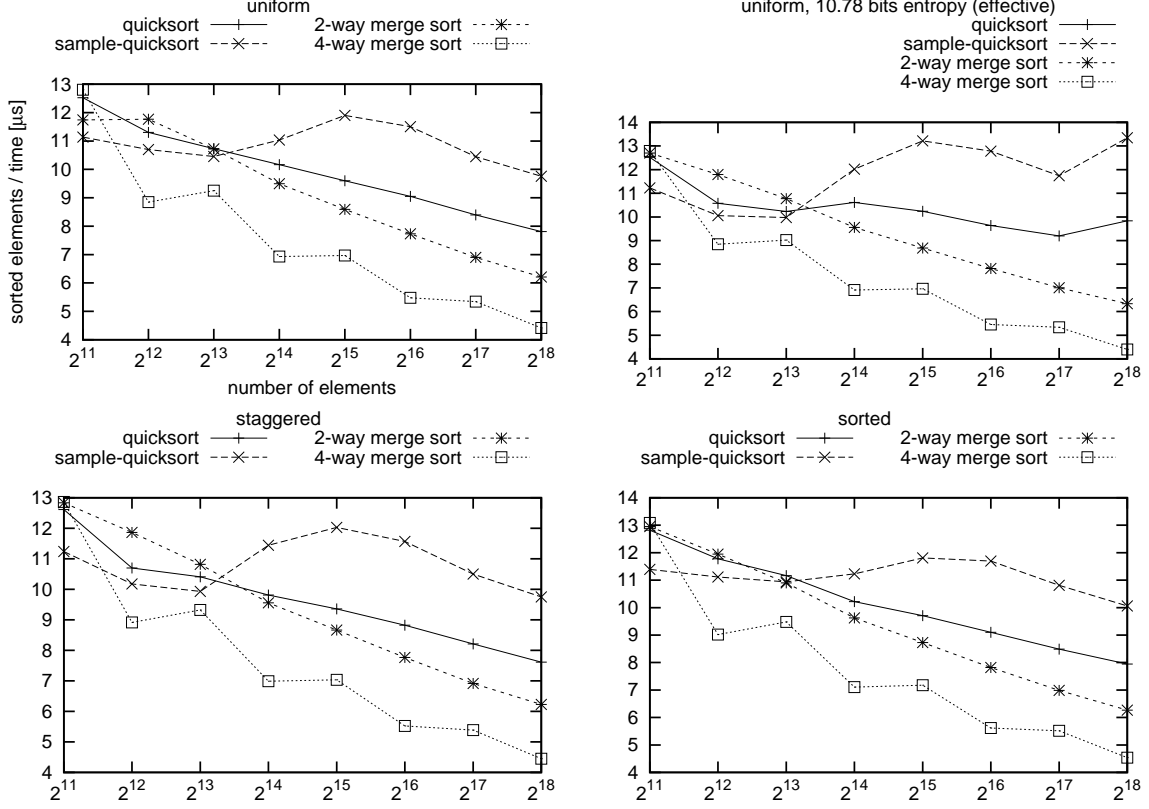 uniform
quicksort 2-way merge sort
sample-quicksort 4-way merge sort
13
12
11
10
9
8
7
6
5
4
sorted elements / time [µs]
2^11 2^12 2^13 2^14 2^15 2^16 2^17 2^18
number of elements
uniform, 10.78 bits entropy (effective)
quicksort
sample-quicksort
2-way merge sort
4-way merge sort
14
13
12
11
10
9
8
7
6
5
4
2^11 2^12 2^13 2^14 2^15 2^16 2^17 2^18
staggered
quicksort 2-way merge sort
sample-quicksort 4-way merge sort
13
12
11
10
9
8
7
6
5
4
2^11 2^12 2^13 2^14 2^15 2^16 2^17 2^18
sorted
quicksort 2-way merge sort
sample-quicksort 4-way merge sort
14
13
12
11
10
9
8
7
6
5
4
2^11 2^12 2^13 2^14 2^15 2^16 2^17 2^18